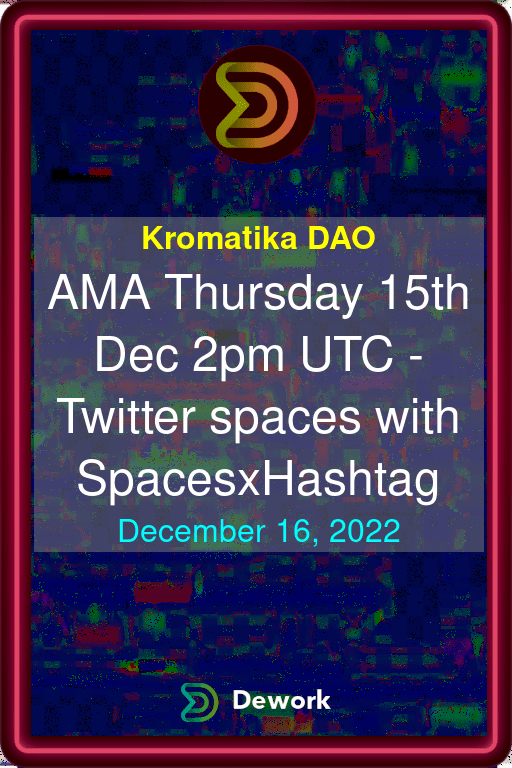 Kromatika DAO
AMA Thursday 15th
Dec 2pm UTC -
Twitter spaces with
SpacesxHashtag
December 16, 2022
Dework